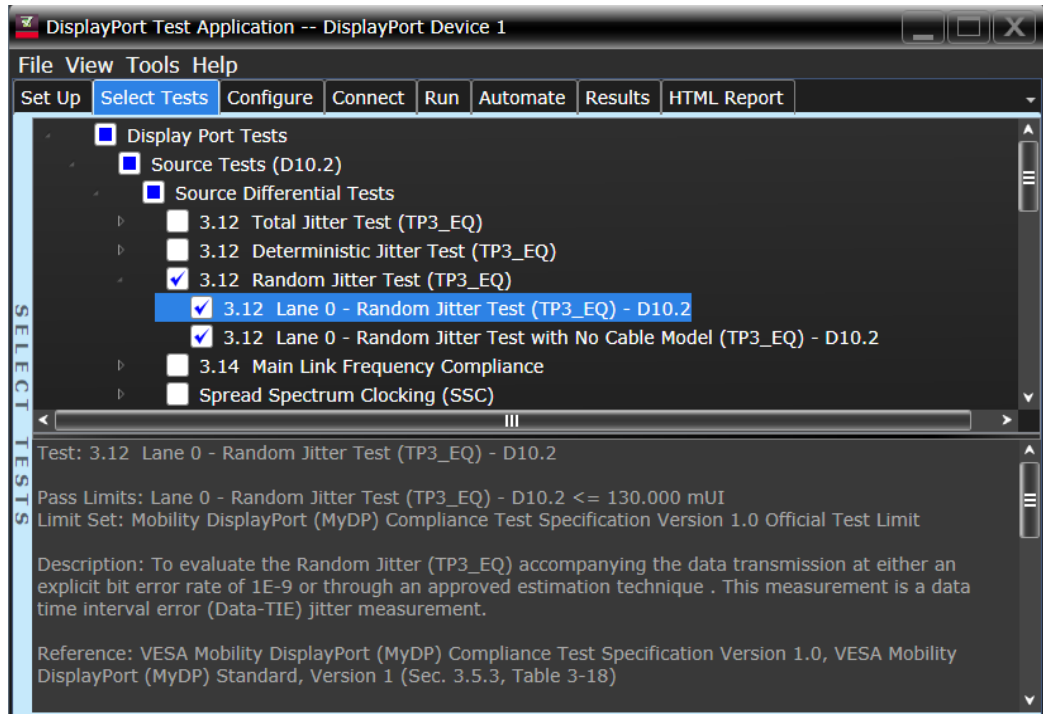 DisplayPort Test Application -- DisplayPort Device 1
File View Tools Help
Set Up Select Tests Configure Connect Run Automate Results HTML Report
SELECT TESTS
Display Port Tests
Source Tests (D10.2)
Source Differential Tests
3.12 Total Jitter Test (TP3_EQ)
3.12 Deterministic Jitter Test (TP3_EQ)
3.12 Random Jitter Test (TP3_EQ)
3.12 Lane 0 - Random Jitter Test (TP3_EQ) - D10.2
3.12 Lane 0 - Random Jitter Test with No Cable Model (TP3_EQ) - D10.2
3.14 Main Link Frequency Compliance
Spread Spectrum Clocking (SSC)
Test: 3.12 Lane 0 - Random Jitter Test (TP3_EQ) - D10.2
Pass Limits: Lane 0 - Random Jitter Test (TP3_EQ) - D10.2 <= 130.000 mUI
Limit Set: Mobility DisplayPort (MyDP) Compliance Test Specification Version 1.0 Official Test Limit
Description: To evaluate the Random Jitter (TP3_EQ) accompanying the data transmission at either an
explicit bit error rate of 1E-9 or through an approved estimation technique . This measurement is a data
time interval error (Data-TIE) jitter measurement.
Reference: VESA Mobility DisplayPort (MyDP) Compliance Test Specification Version 1.0, VESA Mobility
DisplayPort (MyDP) Standard, Version 1 (Sec. 3.5.3, Table 3-18)